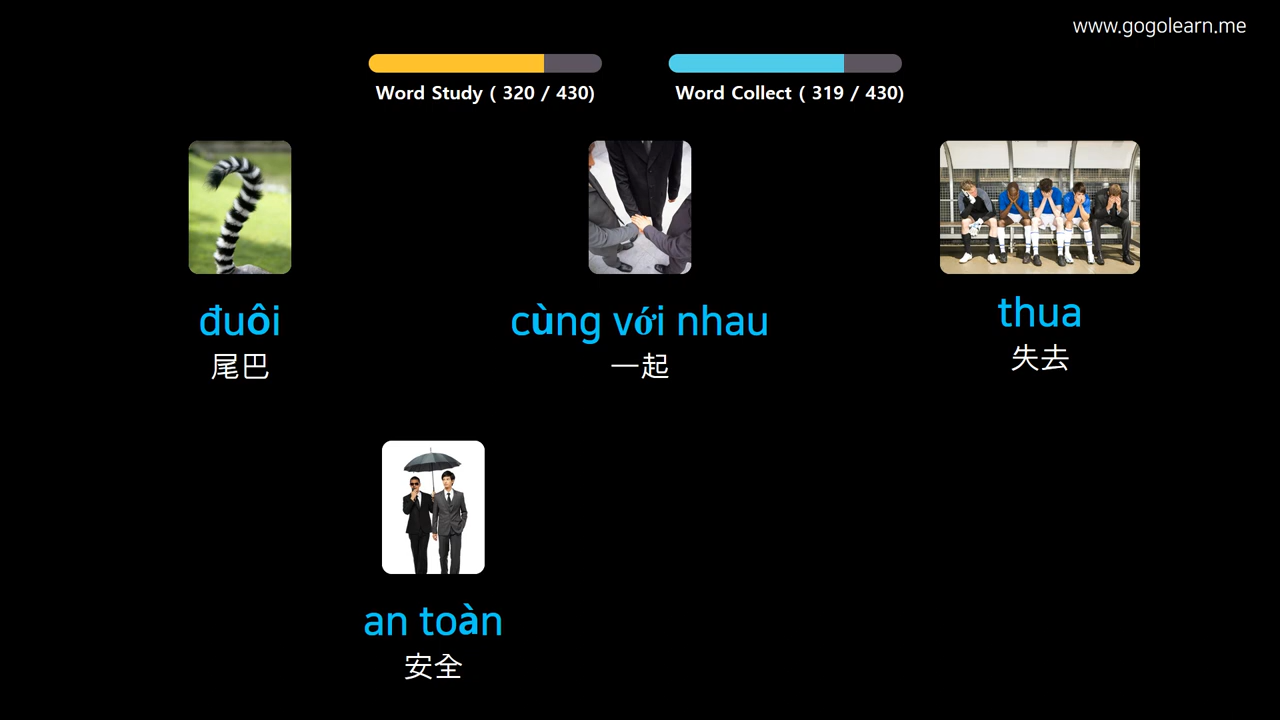 www.gogolearn.me
Word Study ( 320 / 430)
Word Collect ( 319 / 430)
đuôi
尾巴
cùng với nhau
一起
thua
失去
an toàn
安全